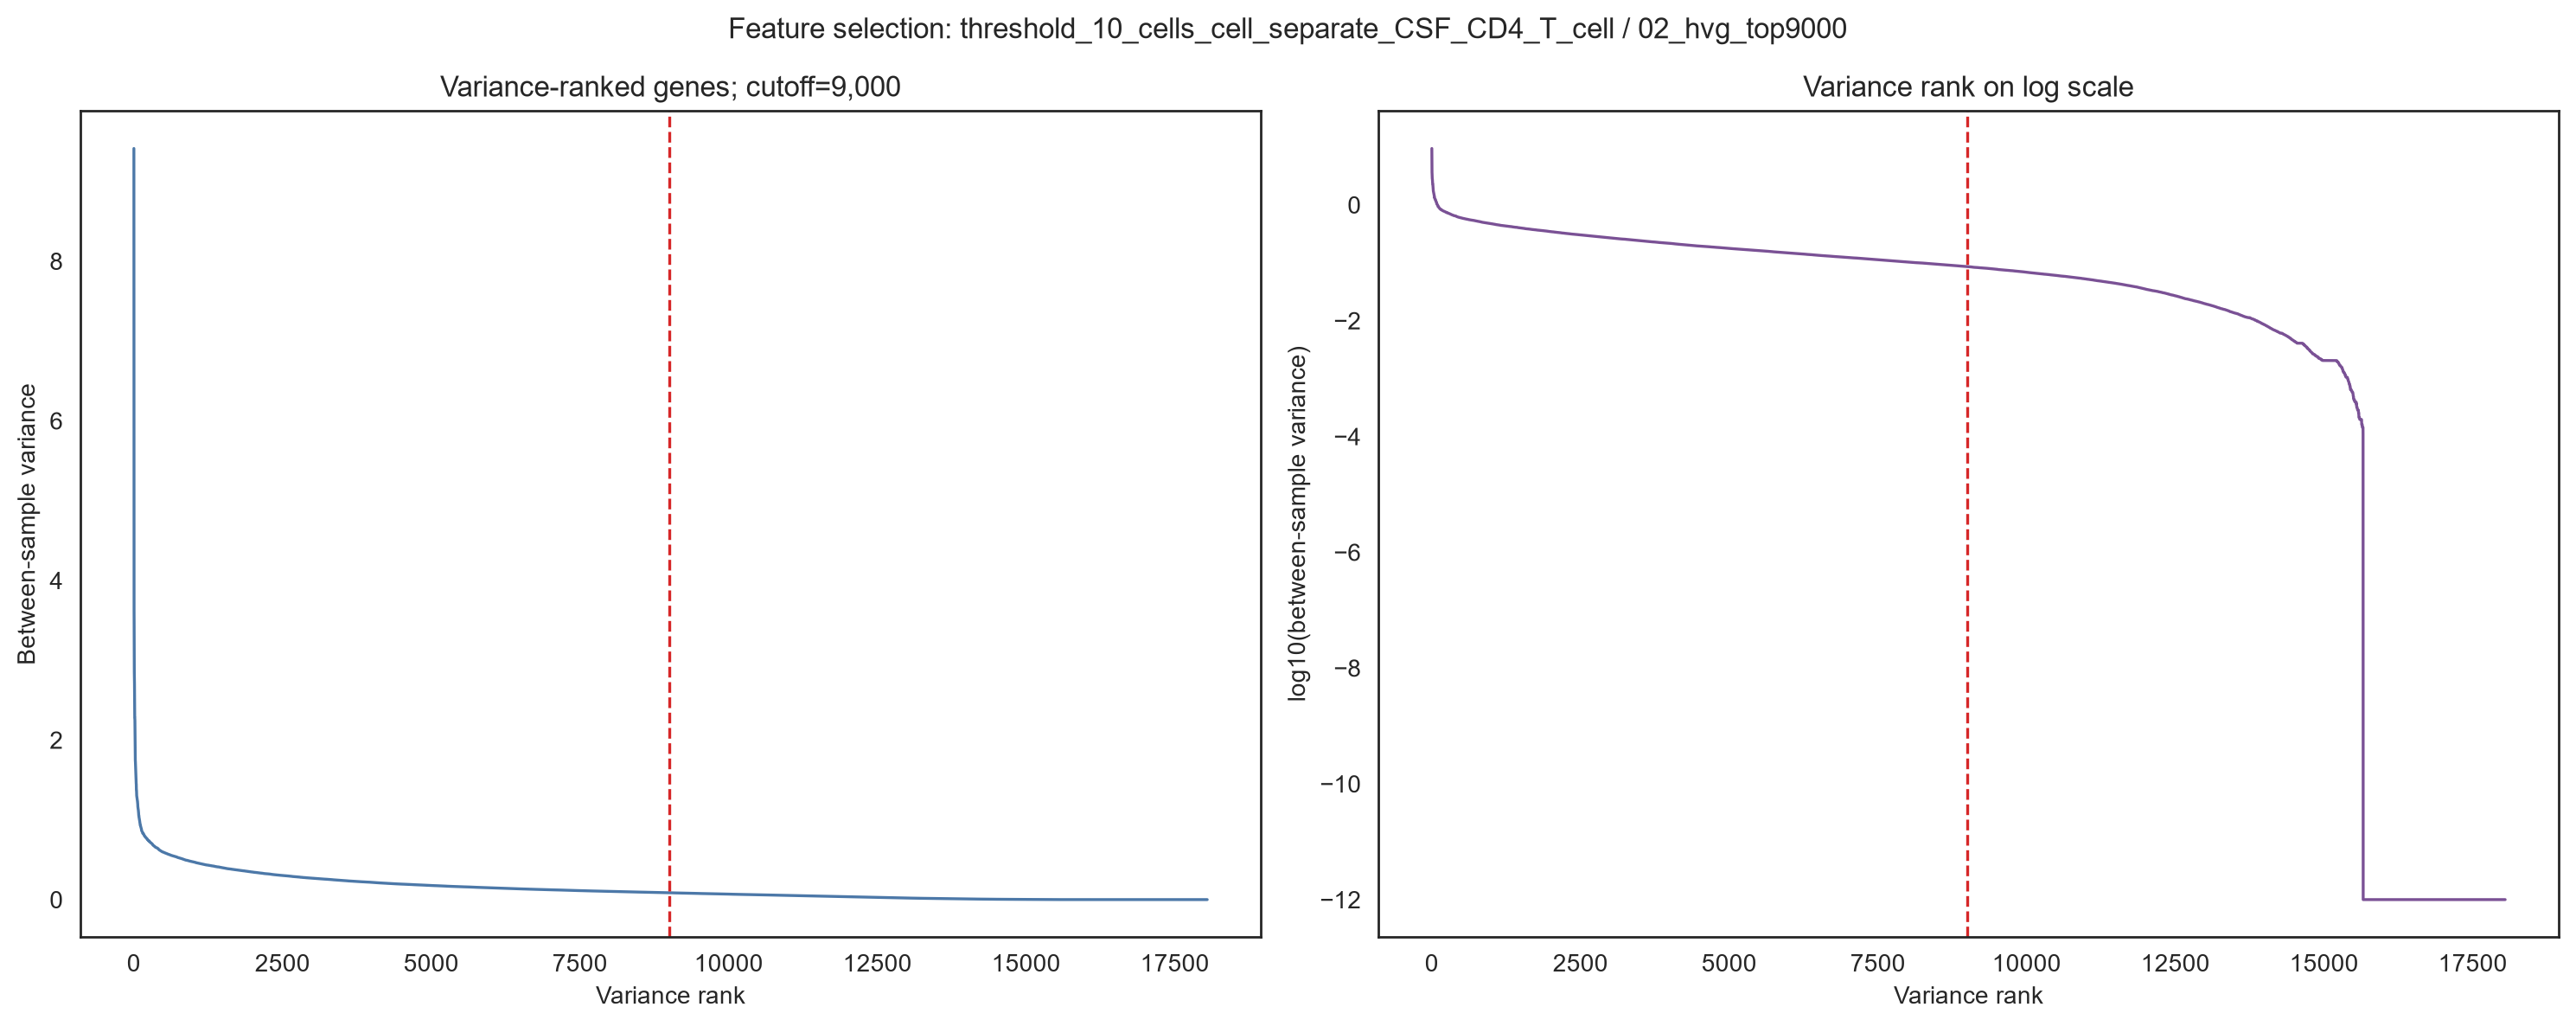 Feature selection: threshold_10_cells_cell_separate_CSF_CD4_T_cell / 02_hvg_top9000
Variance-ranked genes; cutoff=9,000
Between-sample variance
8
6
4
2
0
0 2500 5000 7500 10000 12500 15000 17500
Variance rank
Variance rank on log scale
log10(between-sample variance)
0
−2
−4
−6
−8
−10
−12
0 2500 5000 7500 10000 12500 15000 17500
Variance rank